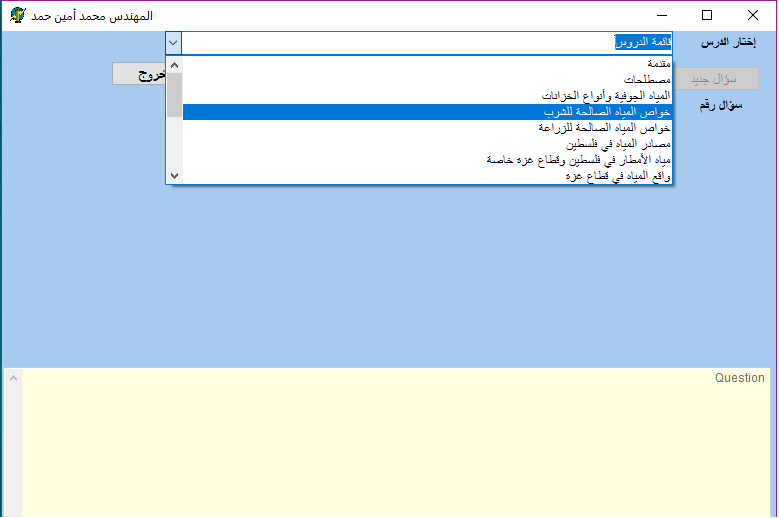 المهندس محمد أمين حمد
إختار الدرس
قائمة الدروس
سؤال جديد
خروج
سؤال رقم
مقدمة
مصطلحات
المياه الجوفية وأنواع الخزانات
خواص المياه الصالحة للشرب
خواص المياه الصالحة للزراعة
مصادر المياه في فلسطين
مياه الأمطار في فلسطين وقطاع غزة خاصة
واقع المياه في قطاع غزة
Question